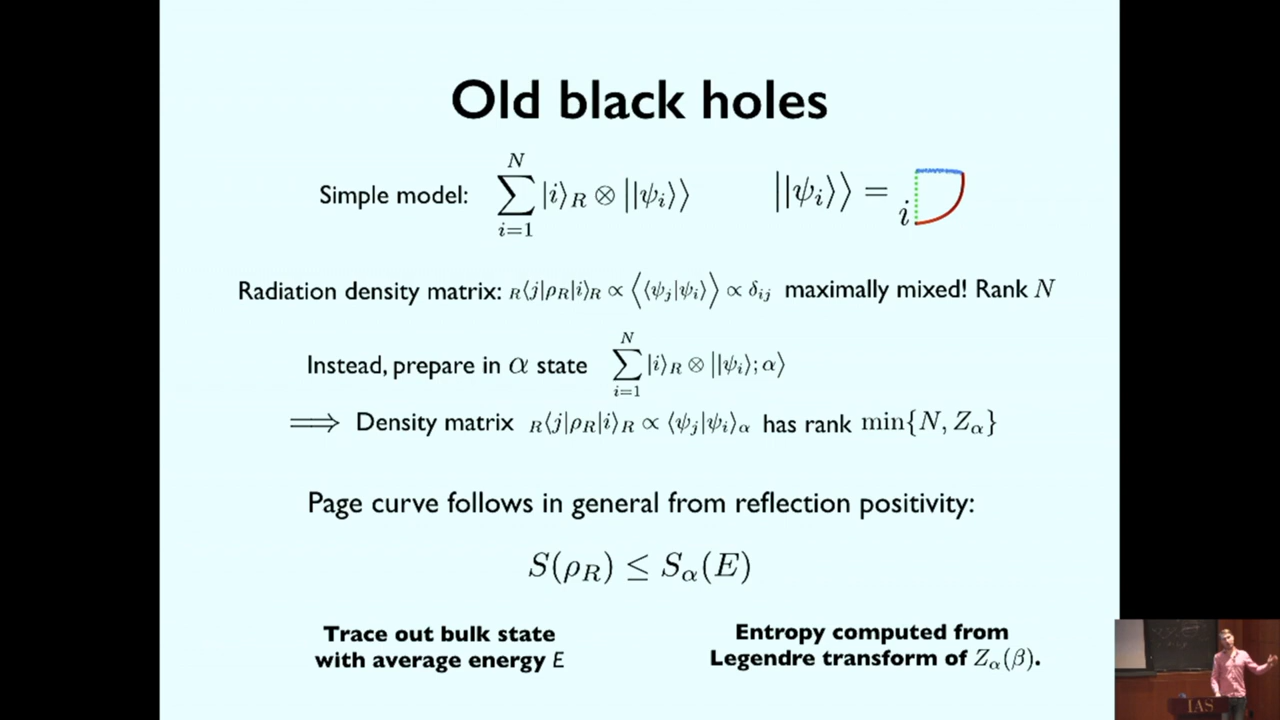 Old black holes
Simple model: $\sum_{i=1}^{N} |i\rangle_R \otimes ||\psi_i\rangle\rangle$ $||\psi_i\rangle\rangle = $ $i$
Radiation density matrix: ${}_R\langle j|\rho_R|i\rangle_R \propto \Big\langle \langle\psi_j|\psi_i\rangle \Big\rangle \propto \delta_{ij}$ maximally mixed! Rank $N$
Instead, prepare in $\alpha$ state $\sum_{i=1}^{N} |i\rangle_R \otimes ||\psi_i\rangle; \alpha\rangle$
$\Longrightarrow$ Density matrix ${}_R\langle j|\rho_R|i\rangle_R \propto \langle\psi_j|\psi_i\rangle_\alpha$ has rank $\min\{N, Z_\alpha\}$
Page curve follows in general from reflection positivity:
$S(\rho_R) \leq S_\alpha(E)$
Trace out bulk state
with average energy $E$
Entropy computed from
Legendre transform of $Z_\alpha(\beta)$.
IAS